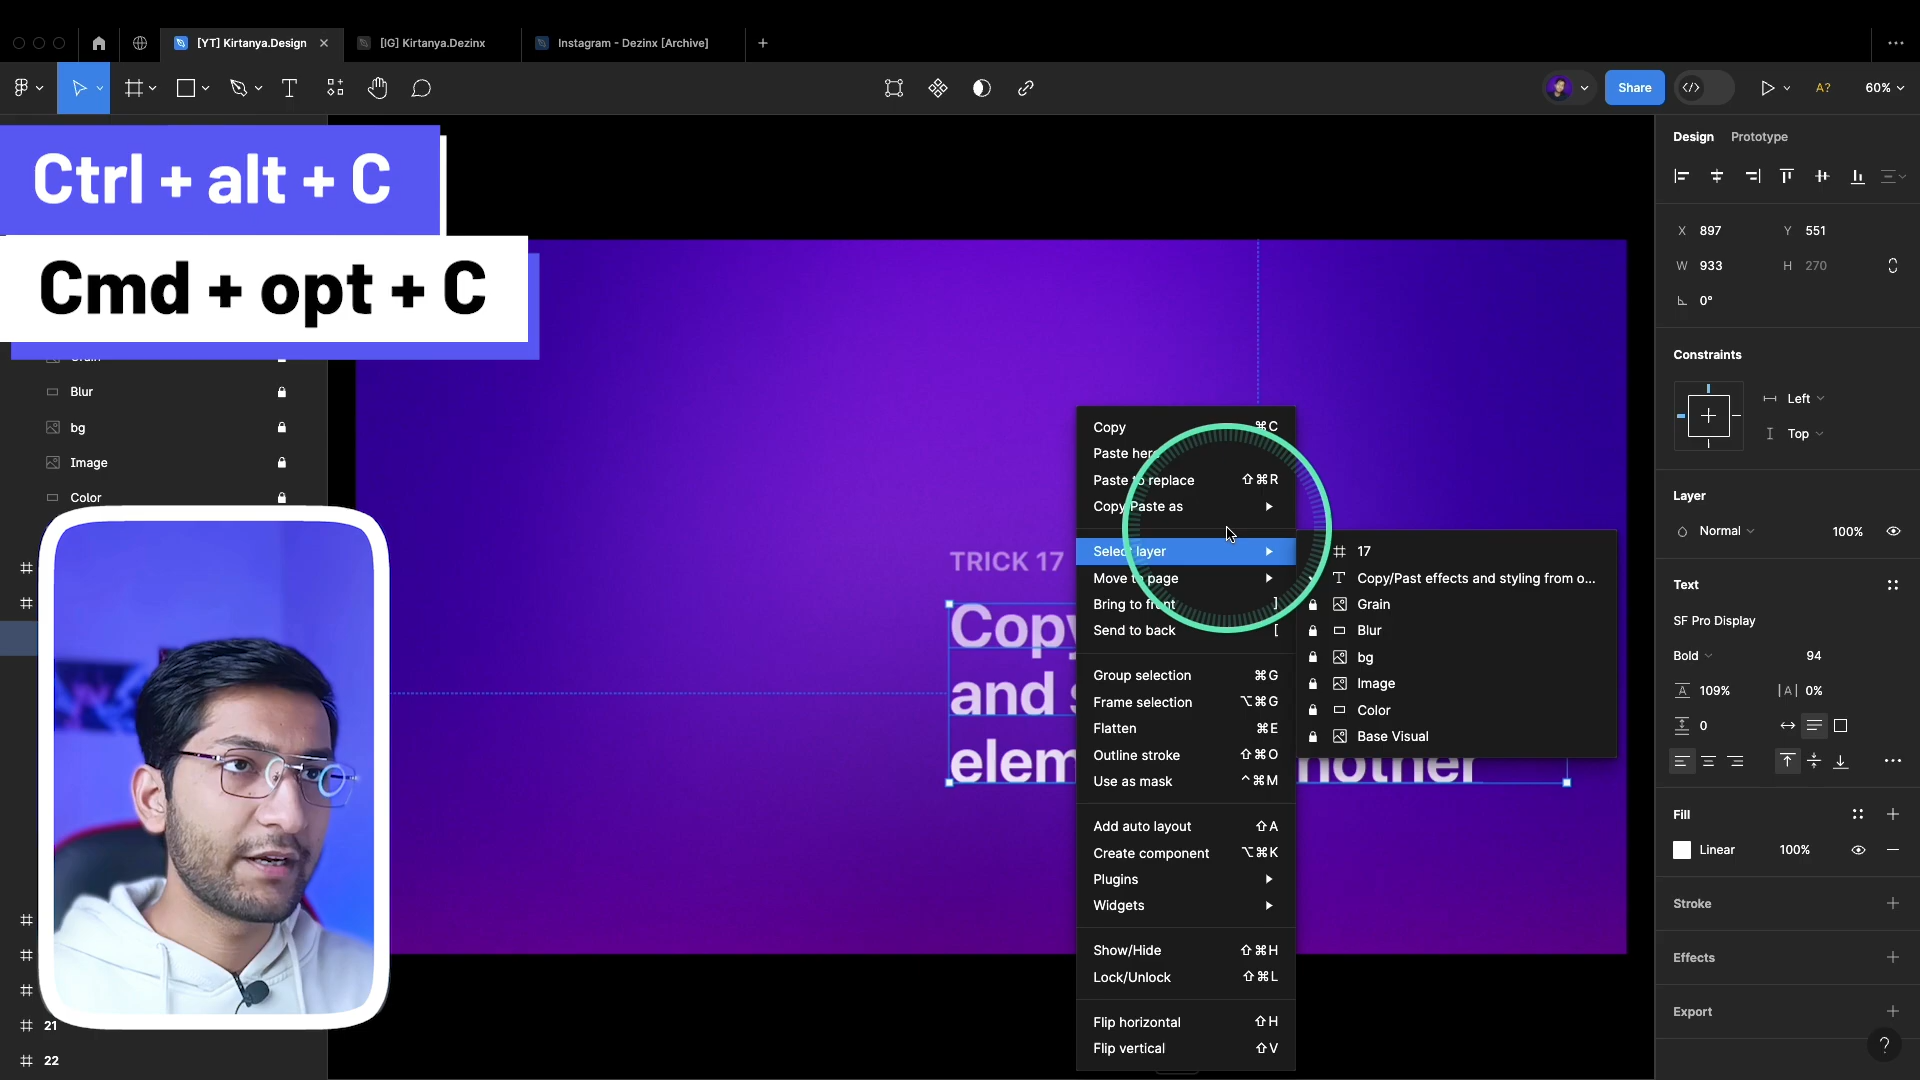 [YT] Kirtanya.Design
[IG] Kirtanya.Dezinx
Instagram - Dezinx [Archive]
Share
A?
60%
Ctrl + alt + C
Cmd + opt + C
Blur
bg
Image
Color
21
22
TRICK 17
Copy
and s
elem
nother
Copy ⌘C
Paste here
Paste to replace ⇧⌘R
Copy/Paste as
Select layer
Move to page
Bring to front ]
Send to back [
Group selection ⌘G
Frame selection ⌥⌘G
Flatten ⌘E
Outline stroke ⇧⌘O
Use as mask ^⌘M
Add auto layout ⇧A
Create component ⌥⌘K
Plugins
Widgets
Show/Hide ⇧⌘H
Lock/Unlock ⇧⌘L
Flip horizontal ⇧H
Flip vertical ⇧V
17
Copy/Past effects and styling from o...
Grain
Blur
bg
Image
Color
Base Visual
Design Prototype
X 897 Y 551
W 933 H 270
0°
Constraints
Left
Top
Layer
Normal 100%
Text
SF Pro Display
Bold 94
109% |A| 0%
0
Fill
Linear 100%
Stroke
Effects
Export
?